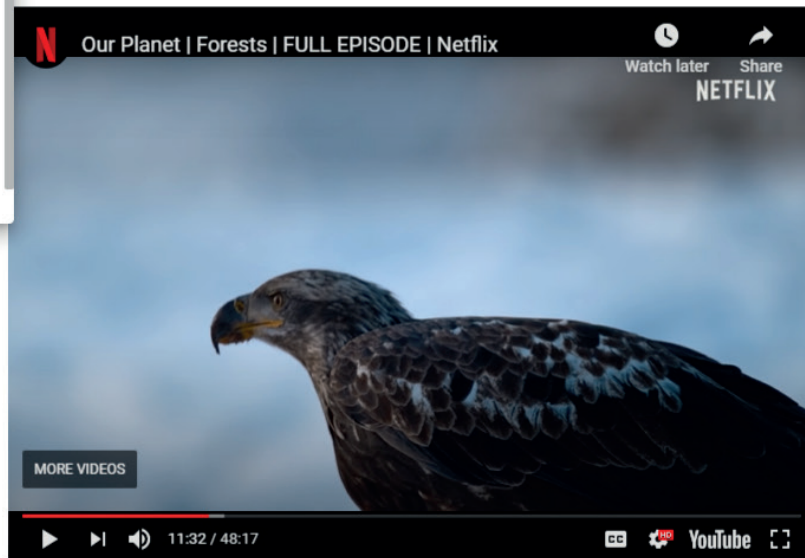 N
Our Planet | Forests | FULL EPISODE | Netflix
Watch later
Share
NETFLIX
MORE VIDEOS
11:32 / 48:17
CC
HD
YouTube